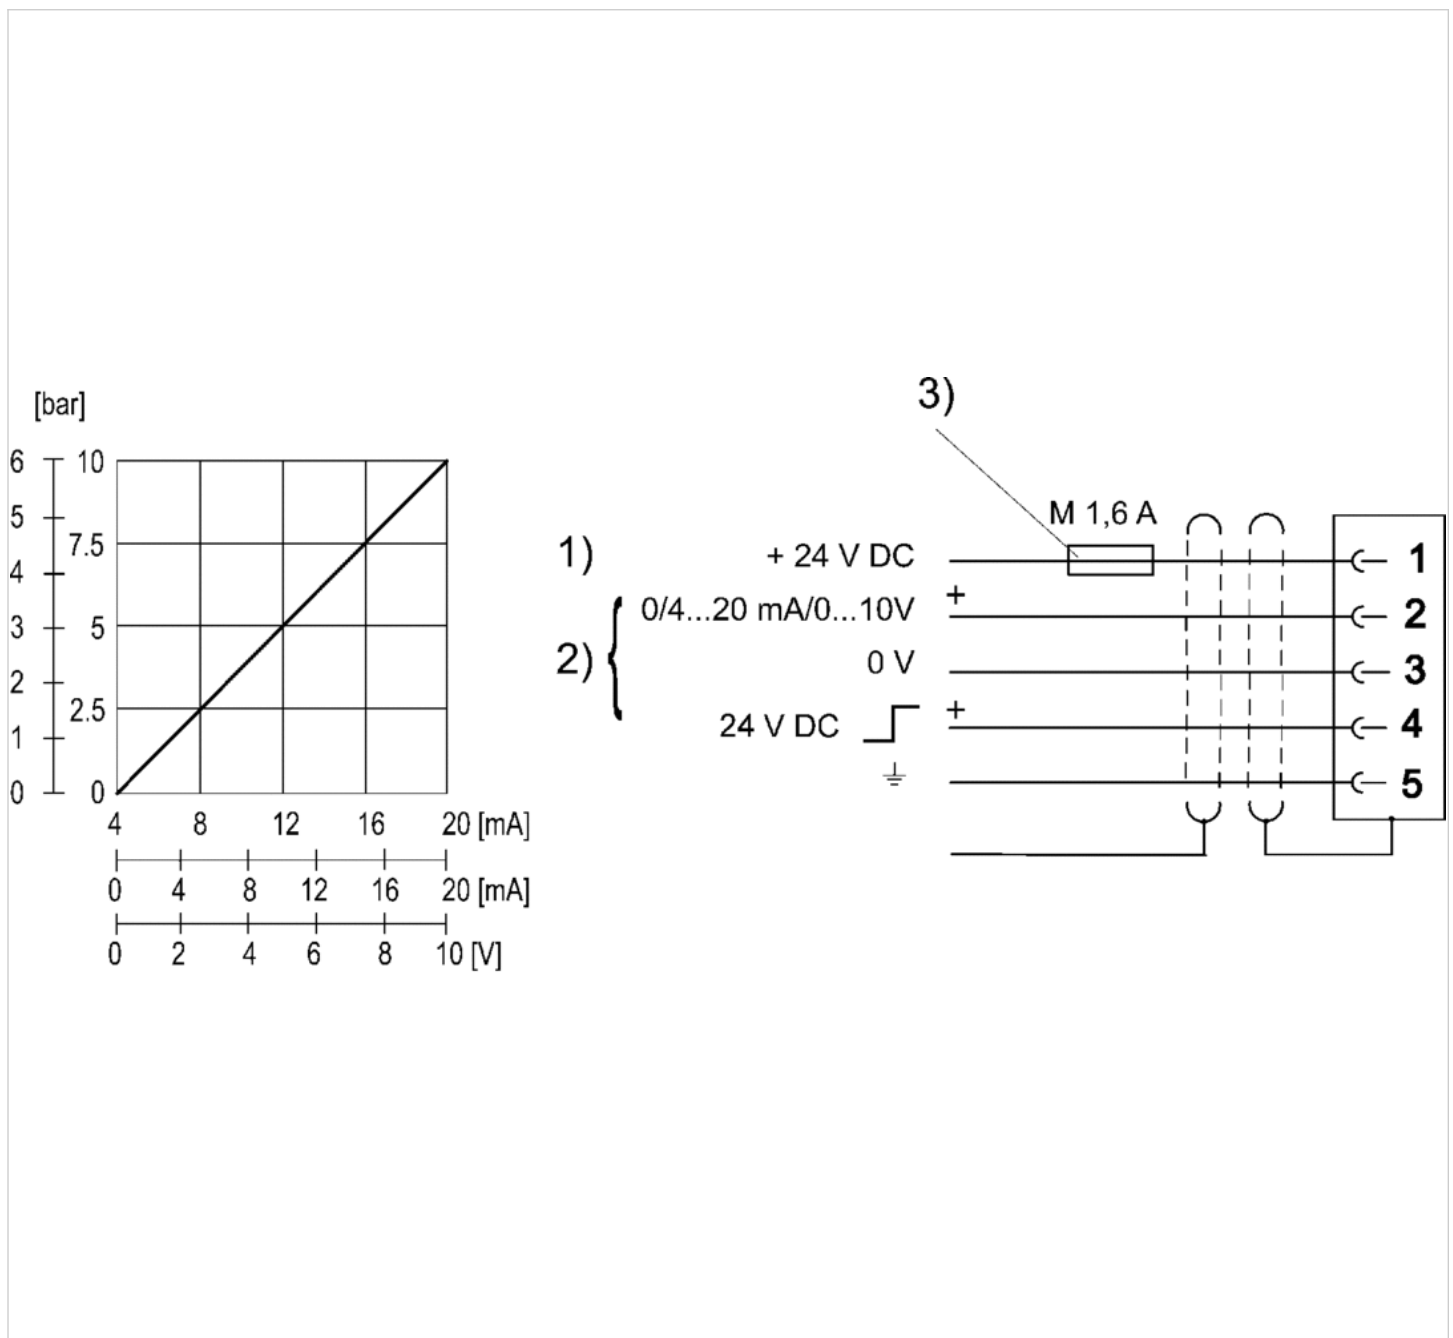 [bar]
6 10
5
7.5
4
3 5
2
2.5
1
0 0
4 8 12 16 20 [mA]
0 4 8 12 16 20 [mA]
0 2 4 6 8 10 [V]
3)
M 1,6 A
1) + 24 V DC 1
2) 0/4...20 mA/0...10V + 2
0 V 3
24 V DC + 4
5